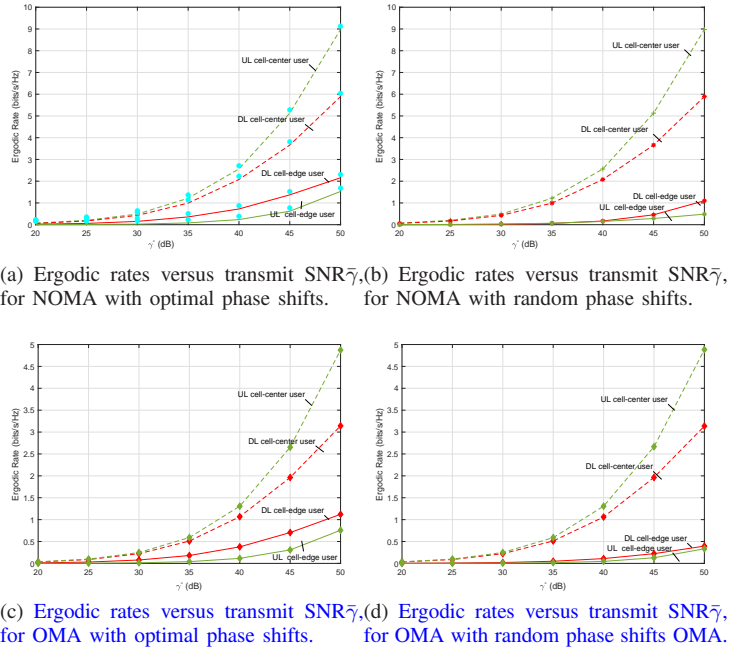 10
9
8
7
6
5
4
3
2
1
0
Ergodic Rate (bits/s/Hz)
UL cell-center user
DL cell-center user
DL cell-edge user
UL cell-edge user
20 25 30 35 40 45 50
γ¯ (dB)
10
9
8
7
6
5
4
3
2
1
0
UL cell-center user
DL cell-center user
DL cell-edge user
UL cell-edge user
20 25 30 35 40 45 50
γ¯ (dB)
(a) Ergodic rates versus transmit SNRγ̄,
for NOMA with optimal phase shifts.
(b) Ergodic rates versus transmit SNRγ̄,
for NOMA with random phase shifts.
5
4.5
4
3.5
3
2.5
2
1.5
1
0.5
0
Ergodic Rate (bits/s/Hz)
UL cell-center user
DL cell-center user
DL cell-edge user
UL cell-edge user
20 25 30 35 40 45 50
γ¯ (dB)
5
4.5
4
3.5
3
2.5
2
1.5
1
0.5
0
UL cell-center user
DL cell-center user
DL cell-edge user
UL cell-edge user
20 25 30 35 40 45 50
γ¯ (dB)
(c) Ergodic rates versus transmit SNRγ̄,
for OMA with optimal phase shifts.
(d) Ergodic rates versus transmit SNRγ̄,
for OMA with random phase shifts OMA.